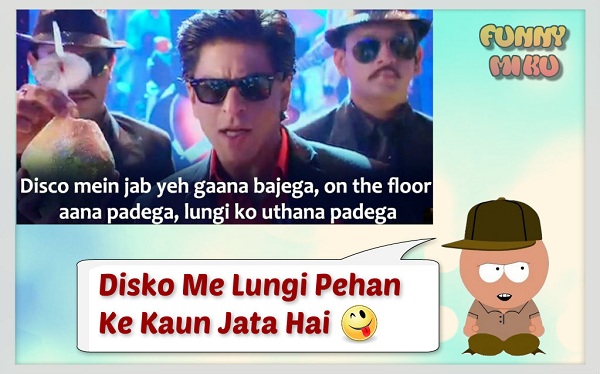 FUNNY
MIKU
Disco mein jab yeh gaana bajega, on the floor
aana padega, lungi ko uthana padega
Disko Me Lungi Pehan
Ke Kaun Jata Hai